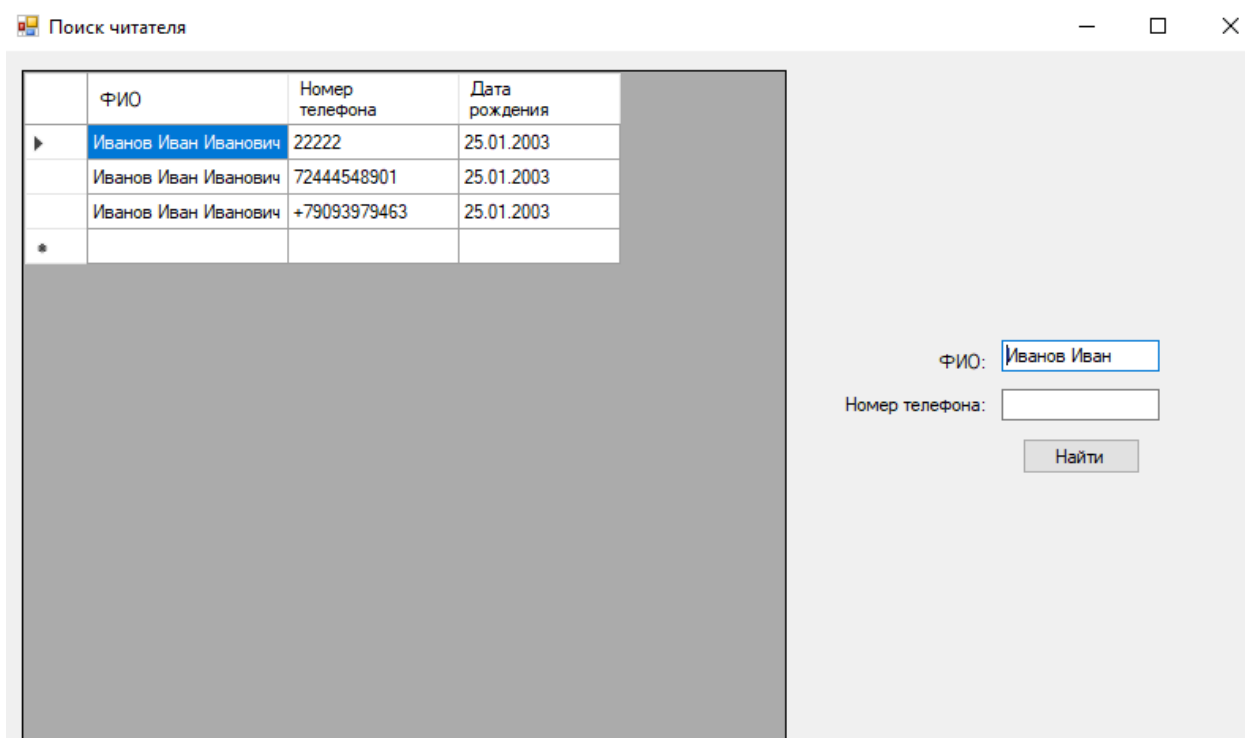 Поиск читателя
ФИО Номер телефона Дата рождения
Иванов Иван Иванович 22222 25.01.2003
Иванов Иван Иванович 72444548901 25.01.2003
Иванов Иван Иванович +79093979463 25.01.2003
ФИО: Иванов Иван
Номер телефона:
Найти